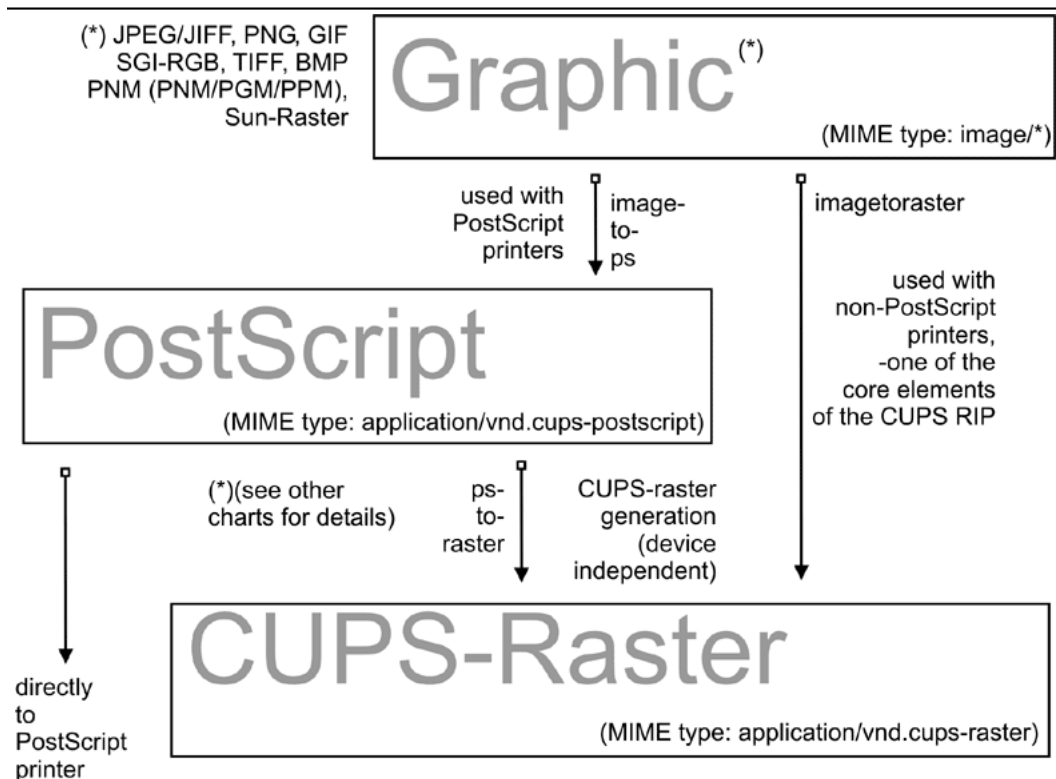 (*) JPEG/JIFF, PNG, GIF
SGI-RGB, TIFF, BMP
PNM (PNM/PGM/PPM),
Sun-Raster
Graphic(*)
(MIME type: image/*)
used with
PostScript
printers
image-
to-
ps
imagetoraster
used with
non-PostScript
printers,
-one of the
core elements
of the CUPS RIP
PostScript
(MIME type: application/vnd.cups-postscript)
(*)(see other
charts for details)
ps-
to-
raster
CUPS-raster
generation
(device
independent)
CUPS-Raster
(MIME type: application/vnd.cups-raster)
directly
to
PostScript
printer